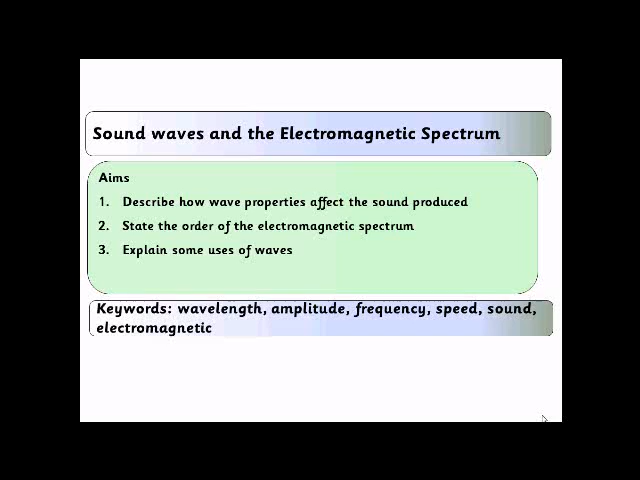 Sound waves and the Electromagnetic Spectrum
Aims
1. Describe how wave properties affect the sound produced
2. State the order of the electromagnetic spectrum
3. Explain some uses of waves
Keywords: wavelength, amplitude, frequency, speed, sound,
electromagnetic